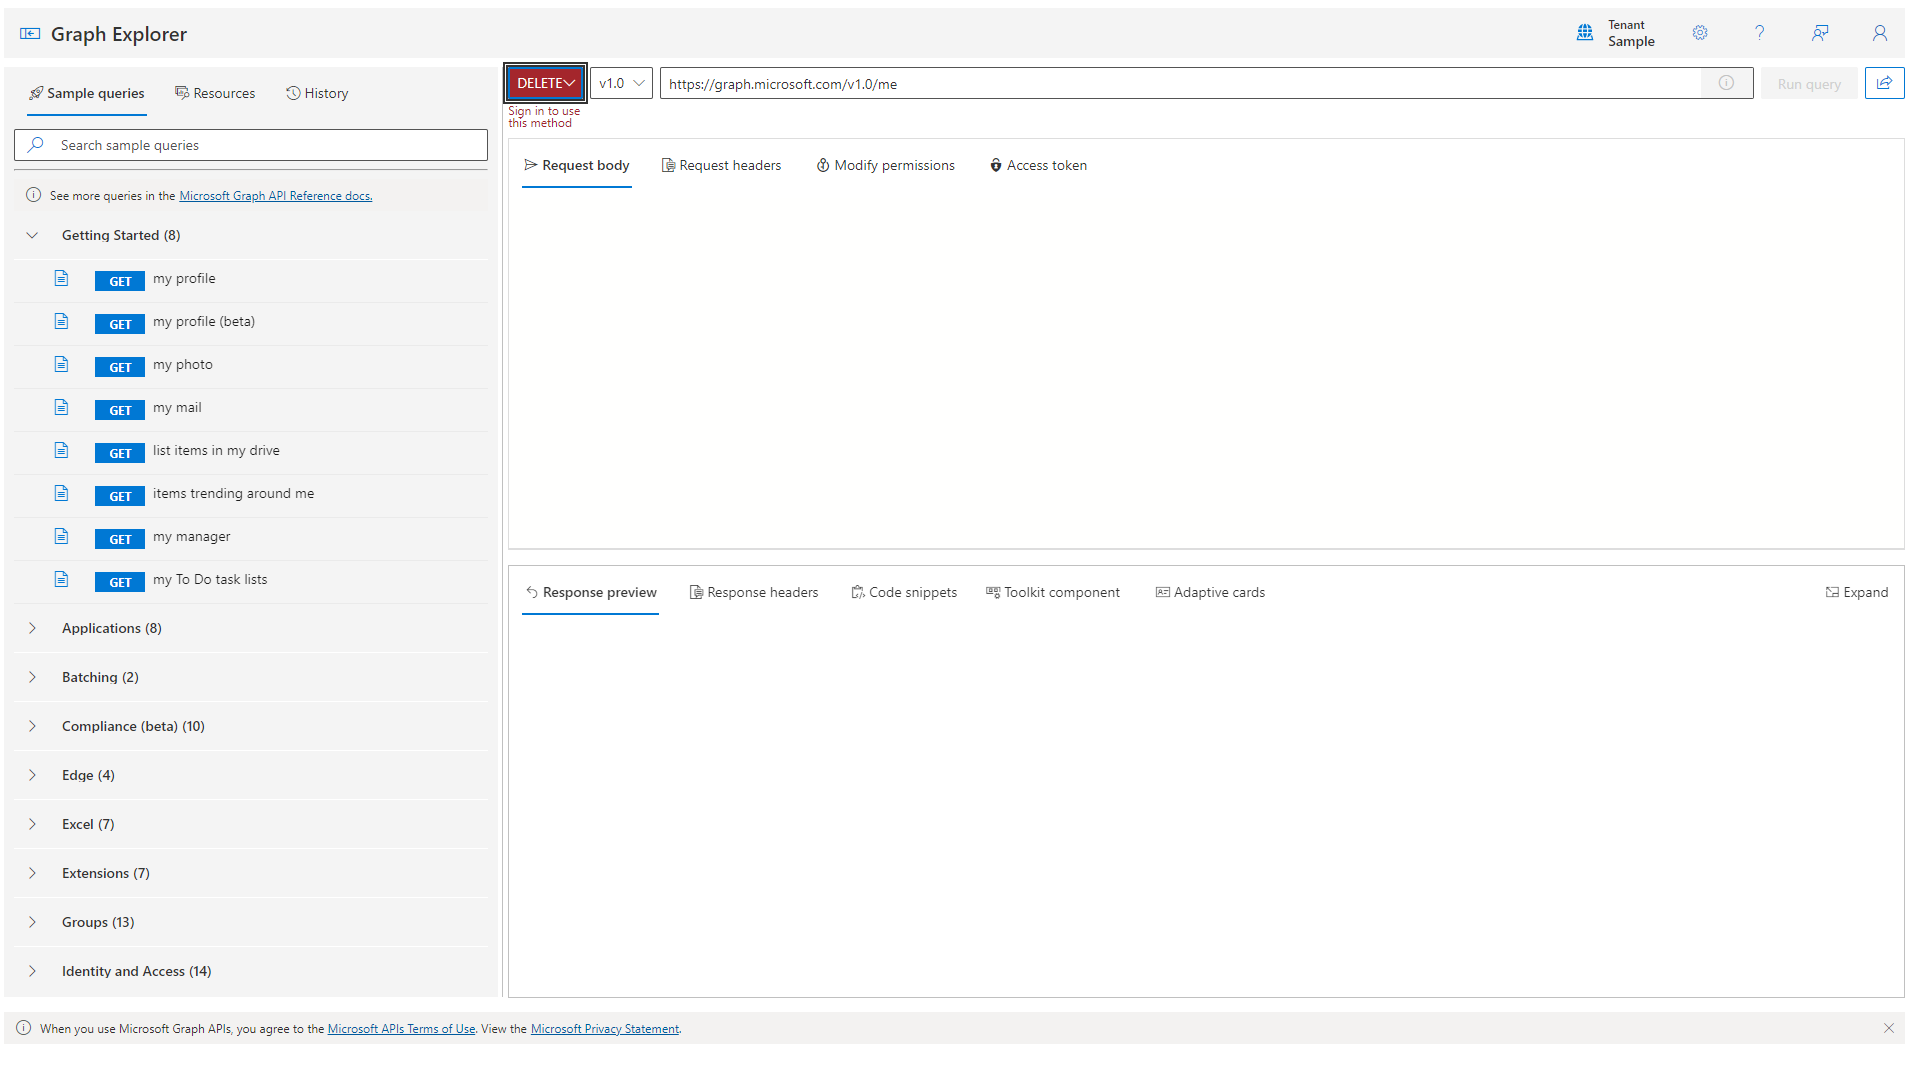 Graph Explorer
Tenant
Sample
Sample queries
Resources
History
Search sample queries
See more queries in the Microsoft Graph API Reference docs.
Getting Started (8)
GET my profile
GET my profile (beta)
GET my photo
GET my mail
GET list items in my drive
GET items trending around me
GET my manager
GET my To Do task lists
Applications (8)
Batching (2)
Compliance (beta) (10)
Edge (4)
Excel (7)
Extensions (7)
Groups (13)
Identity and Access (14)
DELETE
v1.0
https://graph.microsoft.com/v1.0/me
Run query
Sign in to use
this method
Request body
Request headers
Modify permissions
Access token
Response preview
Response headers
Code snippets
Toolkit component
Adaptive cards
Expand
When you use Microsoft Graph APIs, you agree to the Microsoft APIs Terms of Use. View the Microsoft Privacy Statement.